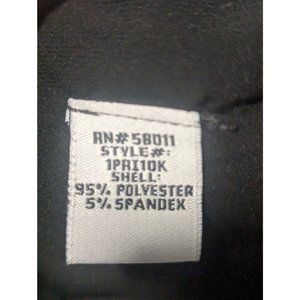 RN# 58011
STYLE#:
1PRI10K
SHELL:
95% POLYESTER
5% SPANDEX